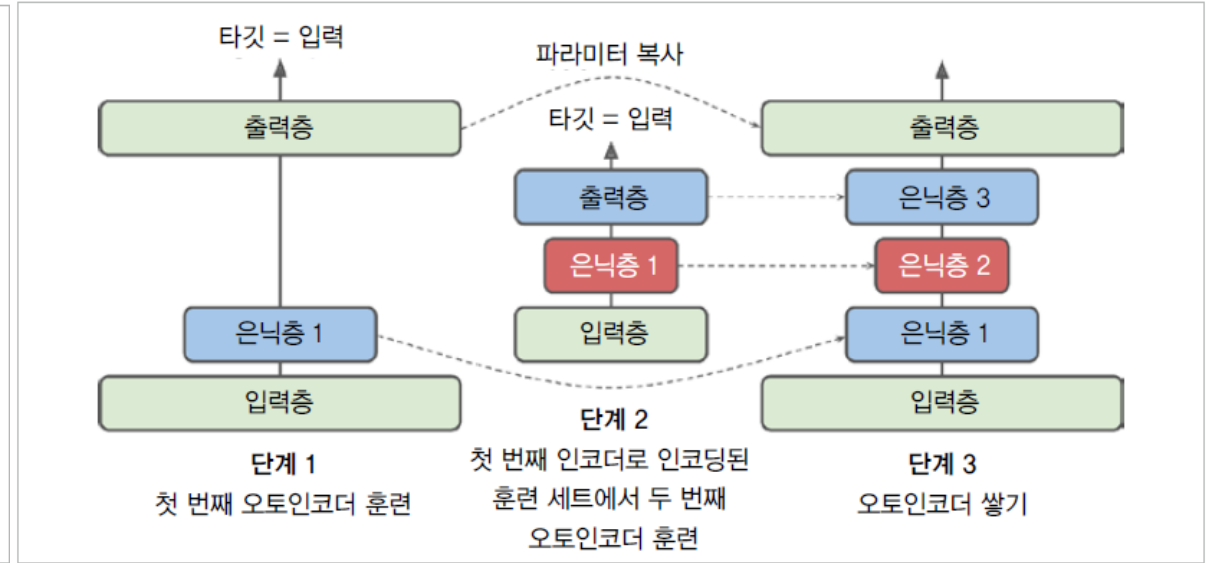 타깃 = 입력
출력층
은닉층 1
입력층
단계 1
첫 번째 오토인코더 훈련
파라미터 복사
타깃 = 입력
출력층
은닉층 1
입력층
단계 2
첫 번째 인코더로 인코딩된
훈련 세트에서 두 번째
오토인코더 훈련
출력층
은닉층 3
은닉층 2
은닉층 1
입력층
단계 3
오토인코더 쌓기